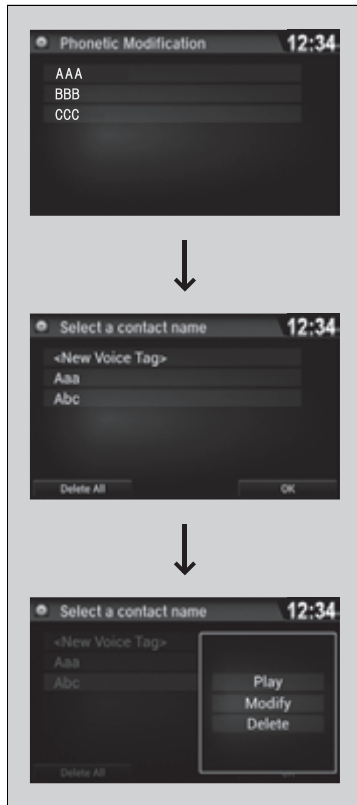 Phonetic Modification 12:34
AAA
BBB
CCC
Select a contact name 12:34
<New Voice Tag>
Aaa
Abc
Delete All OK
Select a contact name 12:34
<New Voice Tag>
Aaa
Abc
Play
Modify
Delete
Delete All